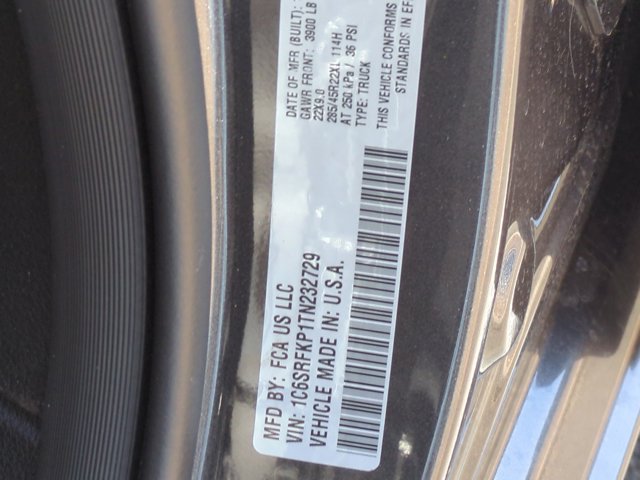 MFD BY: FCA US LLC
VIN: 1C6SRFKP1TN232729
VEHICLE MADE IN: U.S.A.
DATE OF MFR (BUILT):
GAWR FRONT: 3900 LB
22X9.0
285/45R22XL 114H
AT 250 kPa / 36 PSI
TYPE: TRUCK
THIS VEHICLE CONFORMS
STANDARDS IN EF